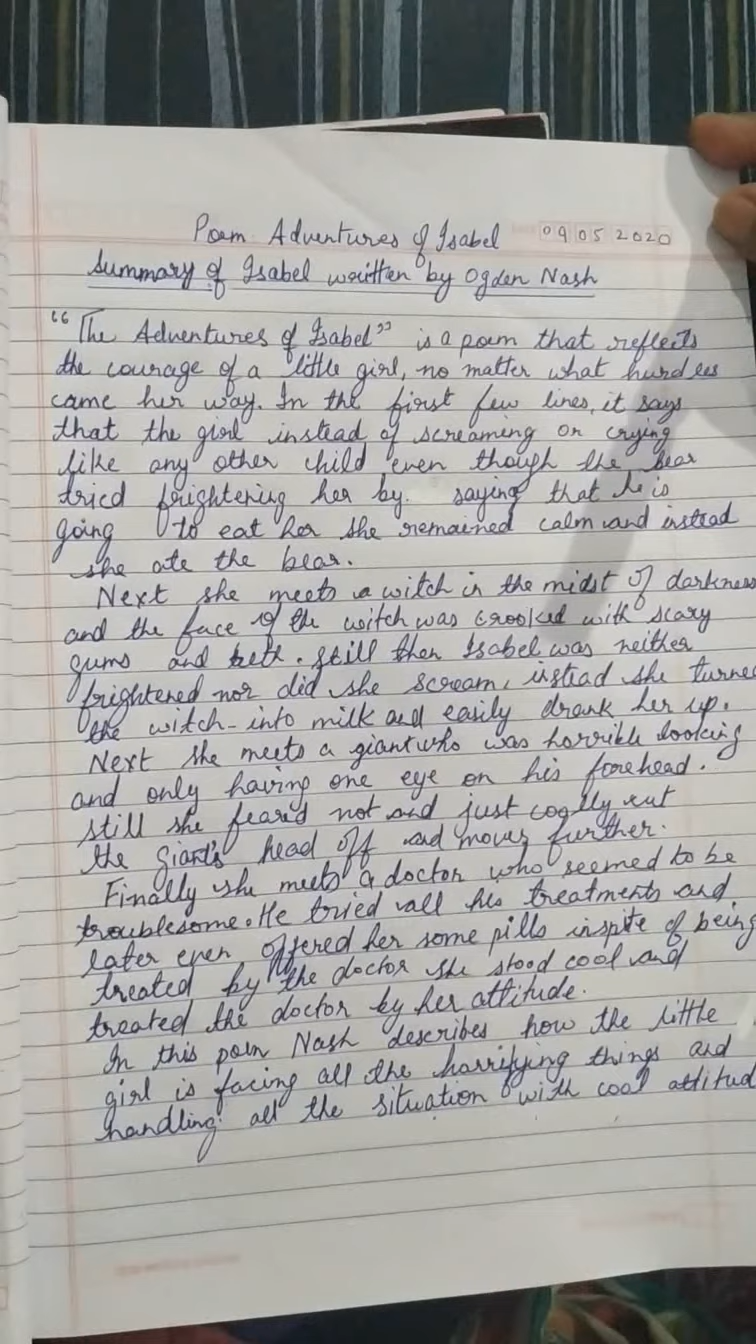 Poem Adventures of Isabel 09052020
Summary of Isabel written by Ogden Nash
"The Adventures of Isabel" is a poem that reflects
the courage of a little girl, no matter what hurdles
came her way. In the first few lines, it says
that the girl instead of screaming or crying
like any other child even though the bear
tried frightening her by. saying that he is
going to eat her she remained calm and instead
she ate the bear.
Next she meets a witch in the midst of darkness
and the face of the witch was crooked with scary
gums and teeth. Still then Isabel was neither
frightened nor did she scream, instead she turne
the witch into milk and easily drank her up.
Next she meets a giant who was horrible looking
and only having one eye on his forehead.
still she feared not and just coolly cut
the giant's head off and moves further.
Finally she meets a doctor who seemed to be
troublesome. He tried all his treatments and
later even offered her some pills inspite of being
treated by the doctor she stood cool and
treated the doctor by her attitude.
In this poem Nash describes how the little
girl is facing all the horrifying things and
handling all the situation with cool attitud